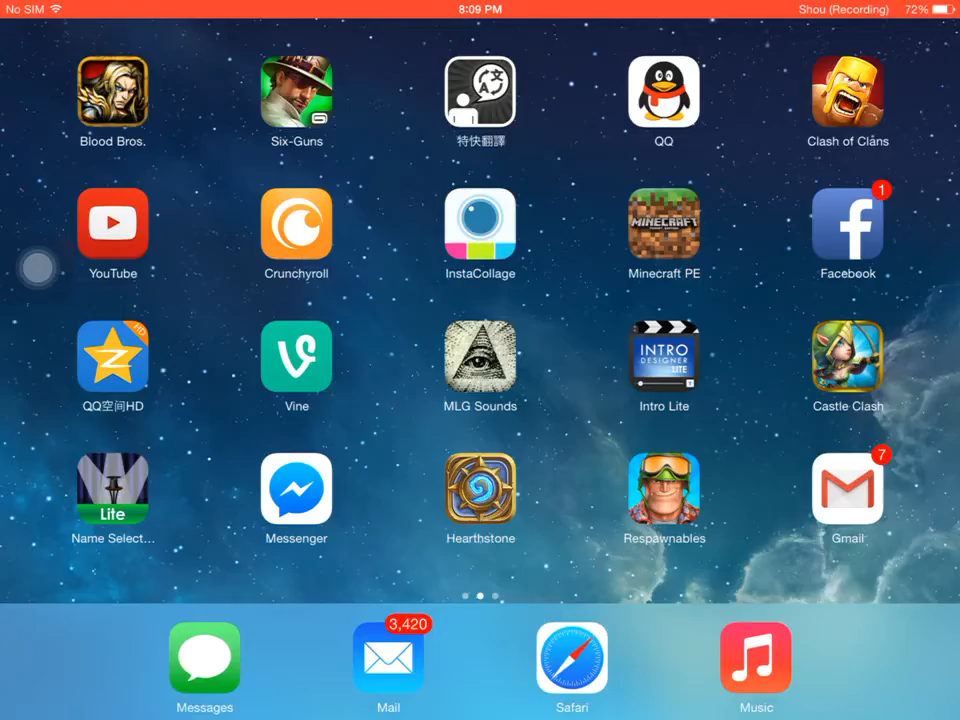 No SIM 8:09 PM Shou (Recording) 72%
文
A
Blood Bros. Six-Guns 特快翻譯 QQ Clash of Clans
MINECRAFT
1
YouTube Crunchyroll InstaCollage Minecraft PE Facebook
HD
INTRO
DESIGNER
LITE
QQ空间HD Vine MLG Sounds Intro Lite Castle Clash
7
Lite
Name Select... Messenger Hearthstone Respawnables Gmail
3,420
Messages Mail Safari Music